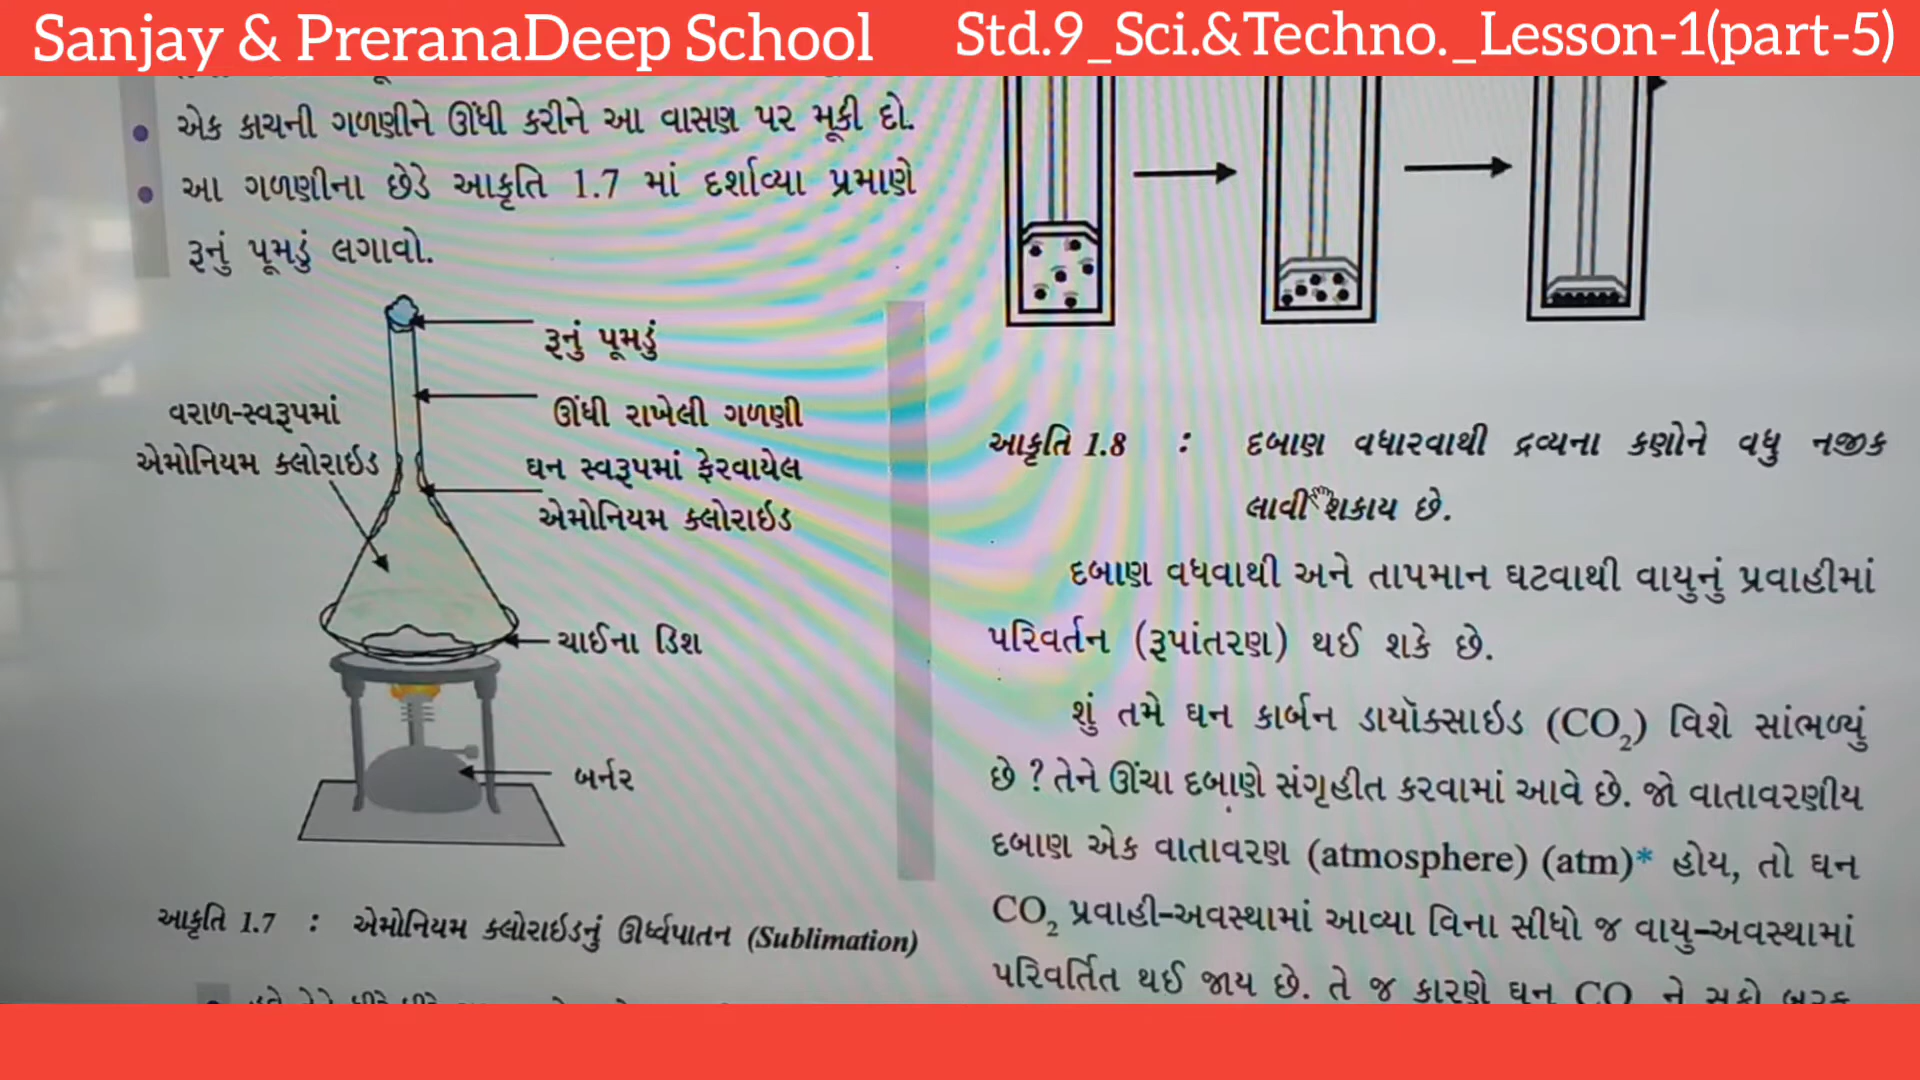 Sanjay & PreranaDeep School
Std.9_Sci.&Techno._Lesson-1(part-5)
એક કાચની ગળણીને ઊંધી કરીને આ વાસણ પર મૂકી દો.
આ ગળણીના છેડે આકૃતિ 1.7 માં દર્શાવ્યા પ્રમાણે
રૂનું પૂમડું લગાવો.
રૂનું પૂમડું
ઊંધી રાખેલી ગળણી
વરાળ-સ્વરૂપમાં
એમોનિયમ ક્લોરાઇડ
ઘન સ્વરૂપમાં ફેરવાયેલ
એમોનિયમ ક્લોરાઇડ
ચાઈના ડિશ
બર્નર
આકૃતિ 1.7 : એમોનિયમ ક્લોરાઇડનું ઊર્ધ્વપાતન (Sublimation)
આકૃતિ 1.8 : દબાણ વધારવાથી દ્રવ્યના કણોને વધુ નજીક
લાવી શકાય છે.
દબાણ વધવાથી અને તાપમાન ઘટવાથી વાયુનું પ્રવાહીમાં
પરિવર્તન (રૂપાંતરણ) થઈ શકે છે.
શું તમે ઘન કાર્બન ડાયૉક્સાઇડ (CO₂) વિશે સાંભળ્યું
છે ? તેને ઊંચા દબાણે સંગૃહીત કરવામાં આવે છે. જો વાતાવરણીય
દબાણ એક વાતાવરણ (atmosphere) (atm)* હોય, તો ઘન
CO₂ પ્રવાહી-અવસ્થામાં આવ્યા વિના સીધો જ વાયુ-અવસ્થામાં
પરિવર્તિત થઈ જાય છે. તે જ કારણે ઘન CO ને